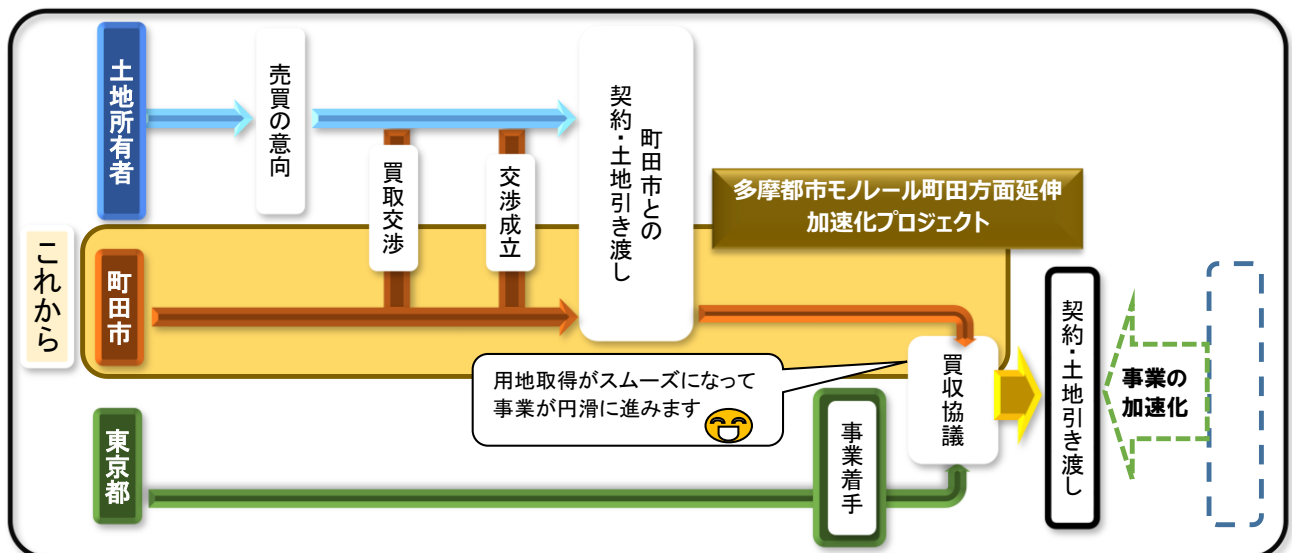 土地所有者
売買の意向
買取交渉
交渉成立
町田市との
契約・土地引き渡し
多摩都市モノレール町田方面延伸
加速化プロジェクト
これから
町田市
用地取得がスムーズになって
事業が円滑に進みます
買収協議
契約・土地引き渡し
事業の
加速化
東京都
事業着手